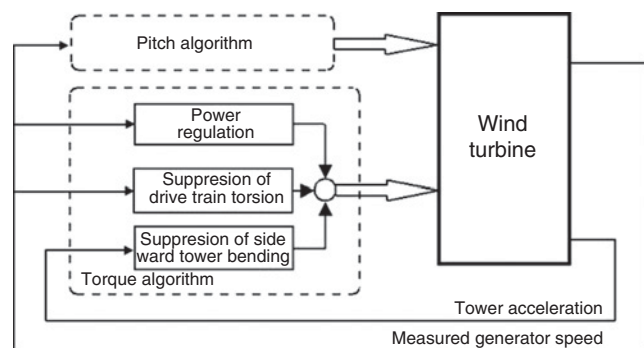 Pitch algorithm
Power
regulation
Suppresion of
drive train torsion
Suppresion of side
ward tower bending
Torque algorithm
Wind
turbine
Tower acceleration
Measured generator speed